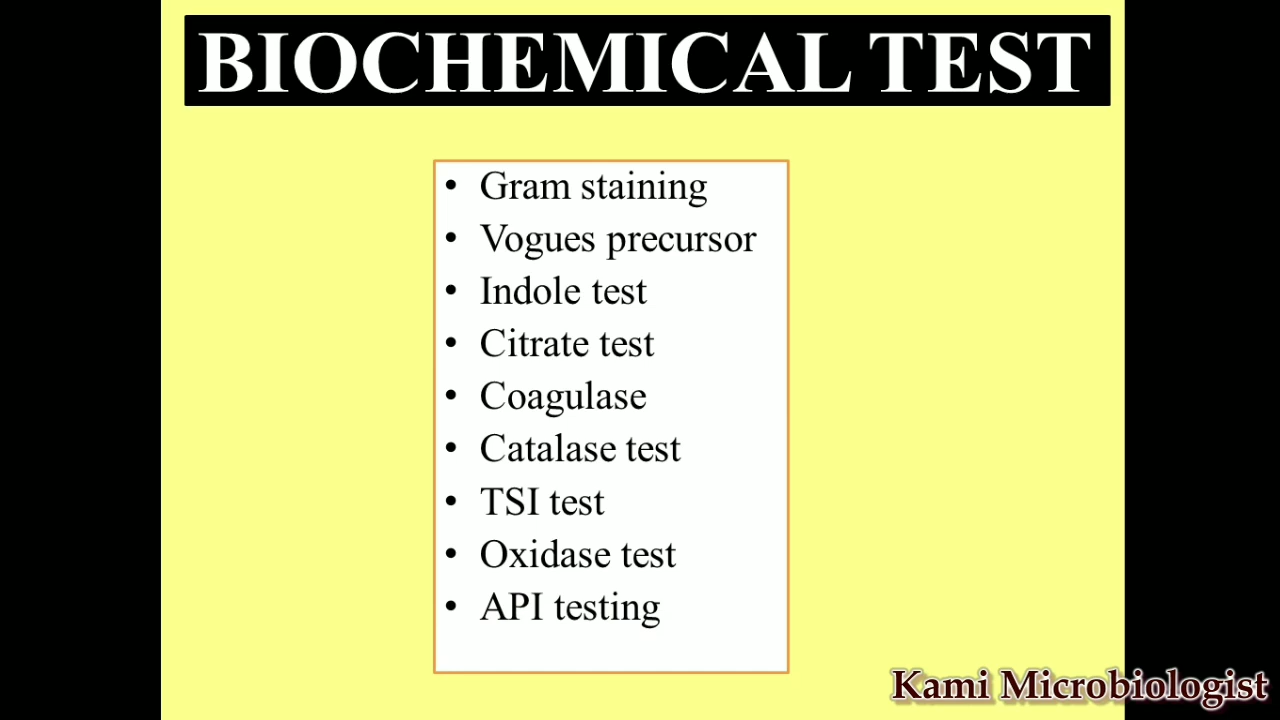 BIOCHEMICAL TEST
• Gram staining
• Vogues precursor
• Indole test
• Citrate test
• Coagulase
• Catalase test
• TSI test
• Oxidase test
• API testing
Kami Microbiologist